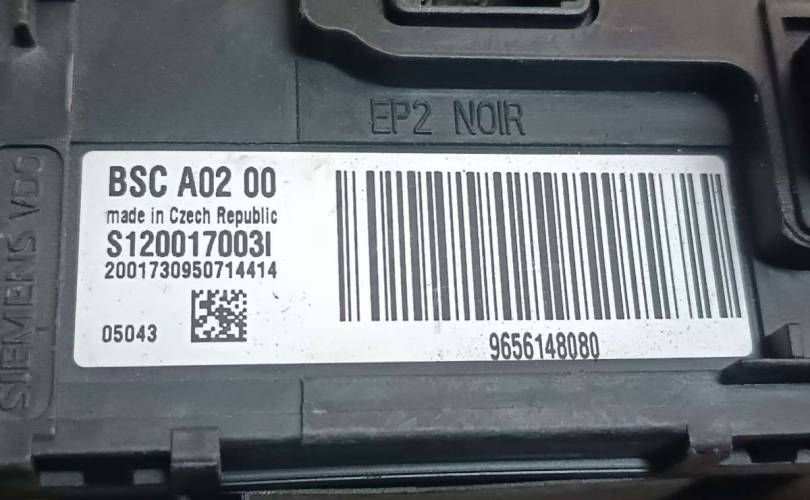 EP2 NOIR
SIEMENS VDO
BSC A02 00
made in Czech Republic
S120017003I
2001730950714414
05043
9656148080